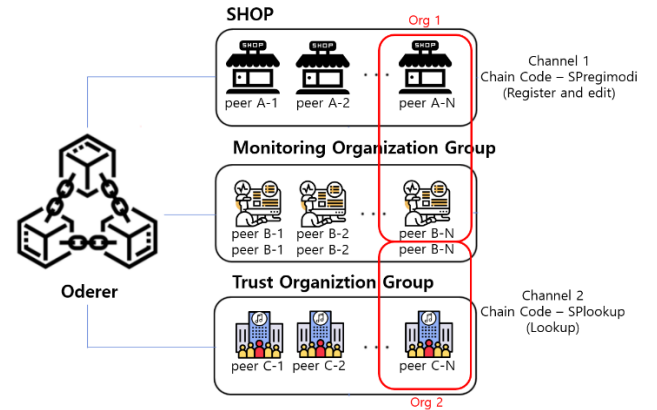 SHOP
Org 1
SHOP
SHOP
SHOP
peer A-1
peer A-2
peer A-N
Channel 1
Chain Code – SPregimodi
(Register and edit)
Monitoring Organization Group
peer B-1
peer B-2
peer B-N
peer B-1
peer B-2
peer B-N
Oderer
Trust Organiztion Group
peer C-1
peer C-2
peer C-N
Channel 2
Chain Code – SPlookup
(Lookup)
Org 2